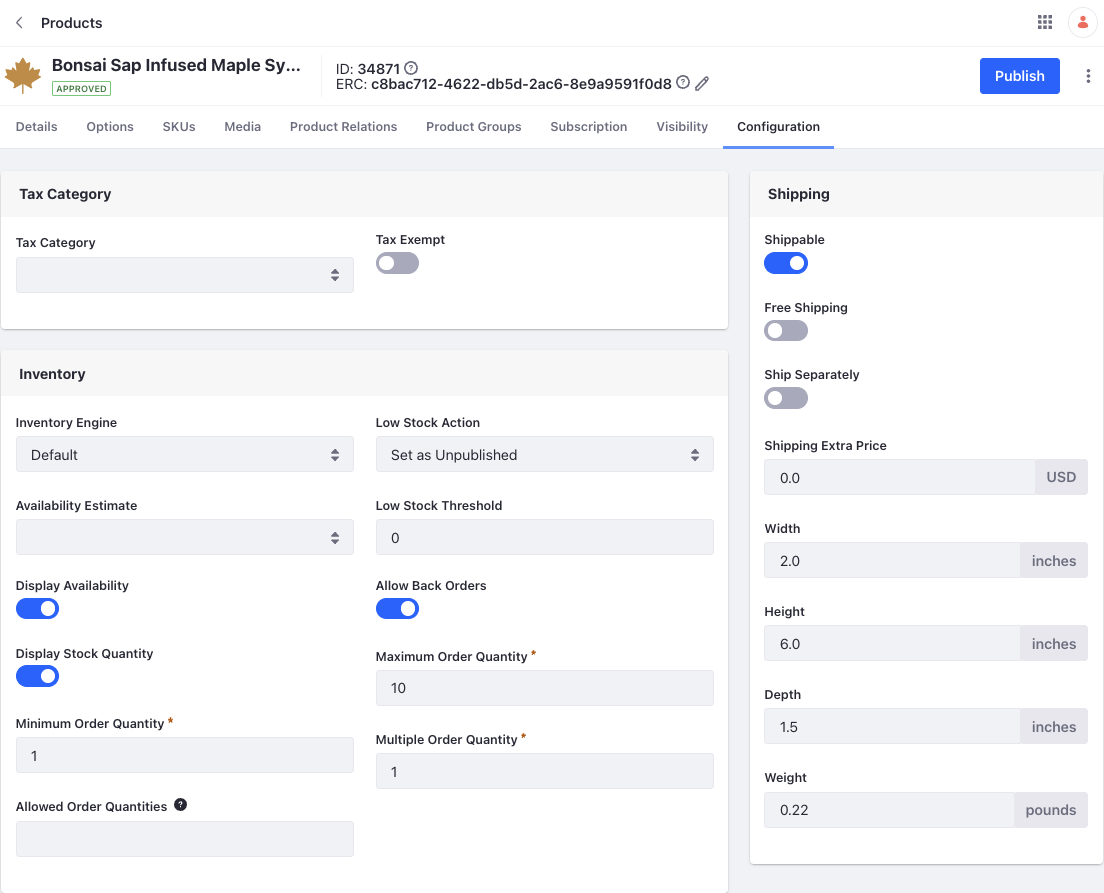 Products
Bonsai Sap Infused Maple Sy...
APPROVED
ID: 34871
ERC: c8bac712-4622-db5d-2ac6-8e9a9591f0d8
Publish
Details Options SKUs Media Product Relations Product Groups Subscription Visibility Configuration
Tax Category
Tax Category
Tax Exempt
Inventory
Inventory Engine
Default
Low Stock Action
Set as Unpublished
Availability Estimate
Low Stock Threshold
0
Display Availability
Allow Back Orders
Display Stock Quantity
Maximum Order Quantity *
10
Minimum Order Quantity *
1
Multiple Order Quantity *
1
Allowed Order Quantities ?
Shipping
Shippable
Free Shipping
Ship Separately
Shipping Extra Price
0.0 USD
Width
2.0 inches
Height
6.0 inches
Depth
1.5 inches
Weight
0.22 pounds